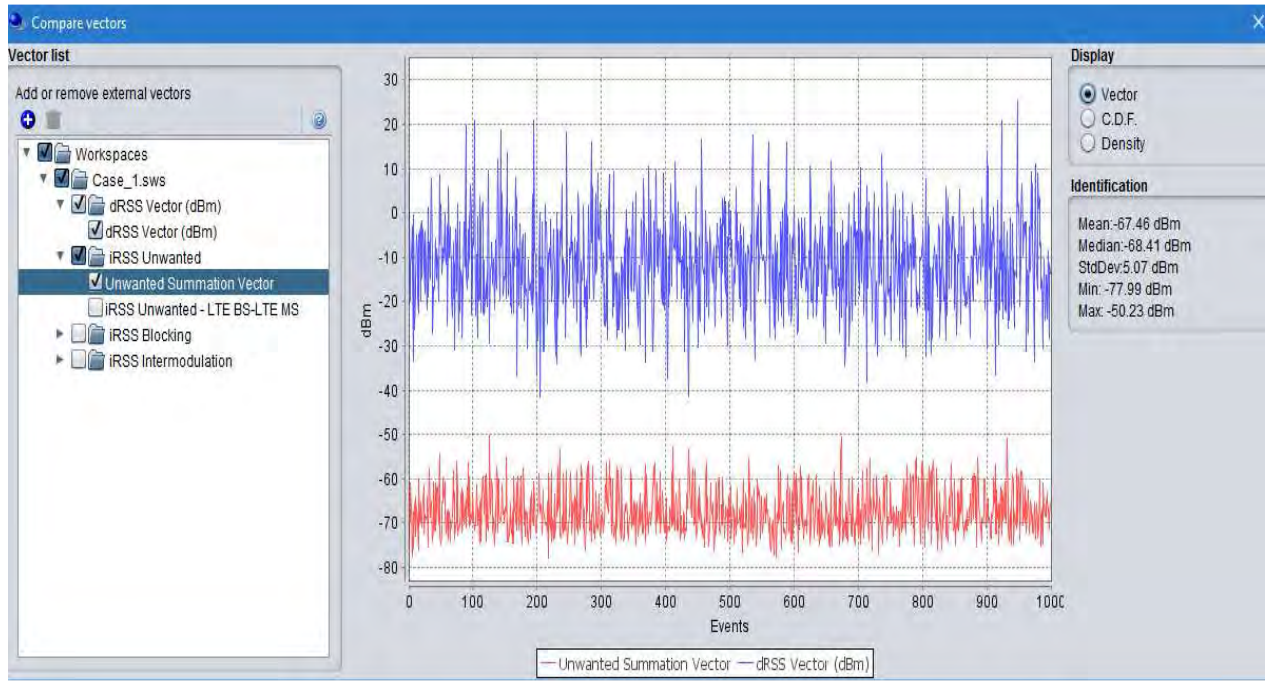 Compare vectors
Vector list
Add or remove external vectors
Workspaces
Case_1.sws
dRSS Vector (dBm)
dRSS Vector (dBm)
iRSS Unwanted
Unwanted Summation Vector
iRSS Unwanted - LTE BS-LTE MS
iRSS Blocking
iRSS Intermodulation
30
20
10
0
-10
-20
-30
-40
-50
-60
-70
-80
dBm
0 100 200 300 400 500 600 700 800 900 1000
Events
Unwanted Summation Vector dRSS Vector (dBm)
Display
Vector
C.D.F.
Density
Identification
Mean:-67.46 dBm
Median:-68.41 dBm
StdDev:5.07 dBm
Min: -77.99 dBm
Max: -50.23 dBm